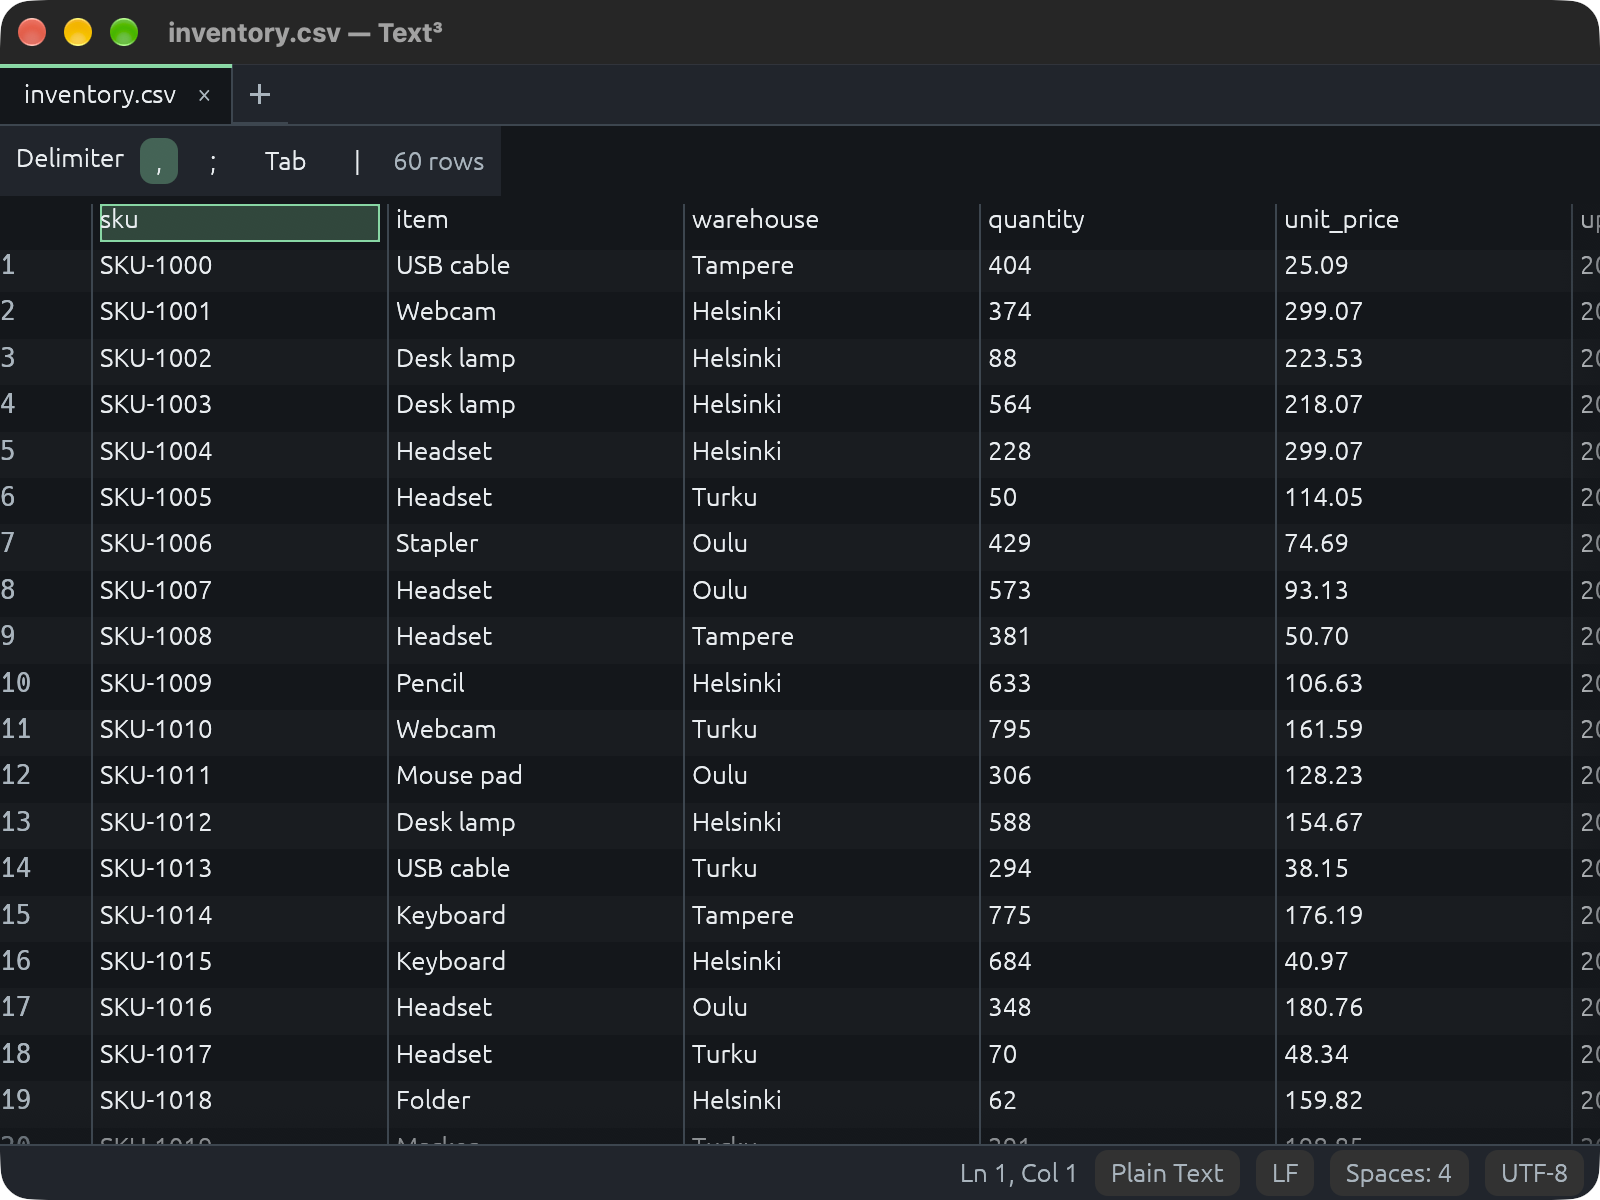 inventory.csv — Text³
inventory.csv × +
Delimiter , ; Tab | 60 rows
sku item warehouse quantity unit_price
1 SKU-1000 USB cable Tampere 404 25.09
2 SKU-1001 Webcam Helsinki 374 299.07
3 SKU-1002 Desk lamp Helsinki 88 223.53
4 SKU-1003 Desk lamp Helsinki 564 218.07
5 SKU-1004 Headset Helsinki 228 299.07
6 SKU-1005 Headset Turku 50 114.05
7 SKU-1006 Stapler Oulu 429 74.69
8 SKU-1007 Headset Oulu 573 93.13
9 SKU-1008 Headset Tampere 381 50.70
10 SKU-1009 Pencil Helsinki 633 106.63
11 SKU-1010 Webcam Turku 795 161.59
12 SKU-1011 Mouse pad Oulu 306 128.23
13 SKU-1012 Desk lamp Helsinki 588 154.67
14 SKU-1013 USB cable Turku 294 38.15
15 SKU-1014 Keyboard Tampere 775 176.19
16 SKU-1015 Keyboard Helsinki 684 40.97
17 SKU-1016 Headset Oulu 348 180.76
18 SKU-1017 Headset Turku 70 48.34
19 SKU-1018 Folder Helsinki 62 159.82
Ln 1, Col 1 Plain Text LF Spaces: 4 UTF-8